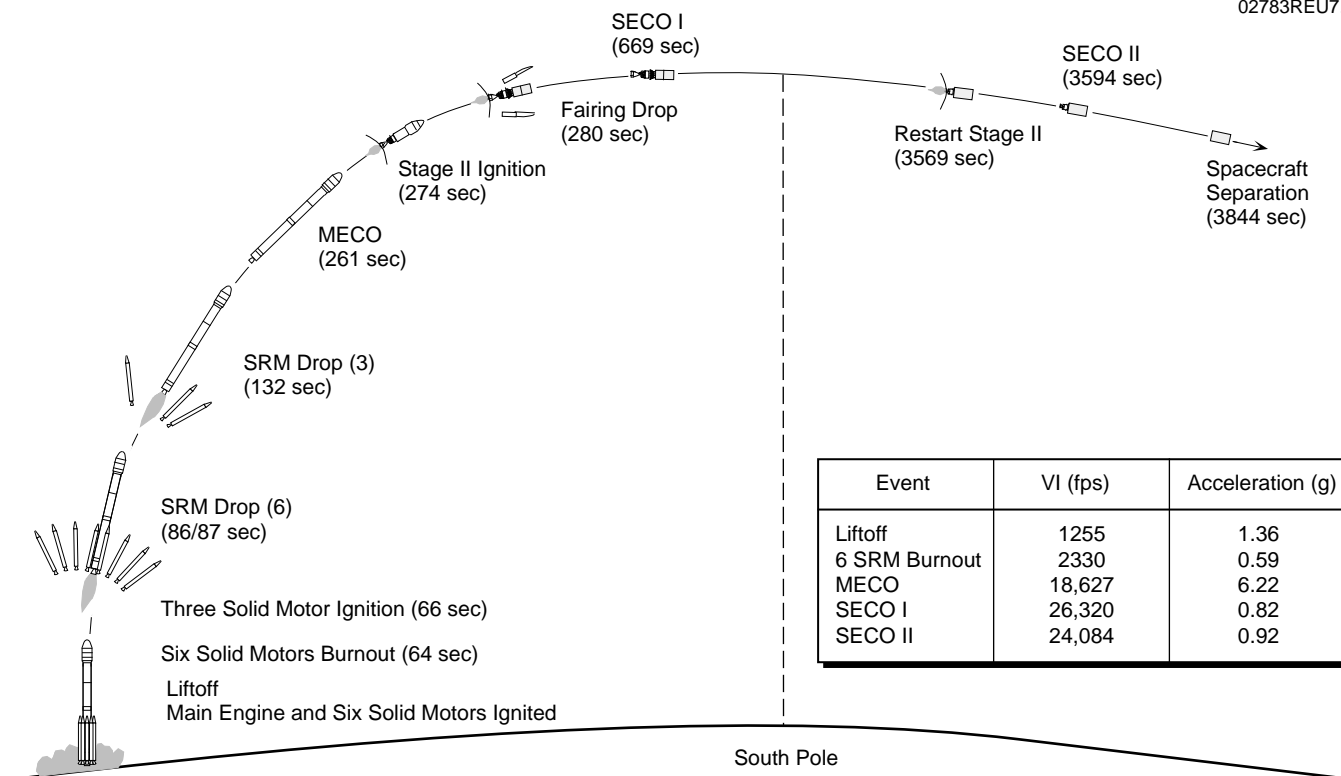 02783REU7
SECO I
(669 sec)
SECO II
(3594 sec)
Fairing Drop
(280 sec)
Restart Stage II
(3569 sec)
Stage II Ignition
(274 sec)
Spacecraft
Separation
(3844 sec)
MECO
(261 sec)
SRM Drop (3)
(132 sec)
SRM Drop (6)
(86/87 sec)
Three Solid Motor Ignition (66 sec)
Six Solid Motors Burnout (64 sec)
Liftoff
Main Engine and Six Solid Motors Ignited
Event VI (fps) Acceleration (g)
Liftoff 1255 1.36
6 SRM Burnout 2330 0.59
MECO 18,627 6.22
SECO I 26,320 0.82
SECO II 24,084 0.92
South Pole